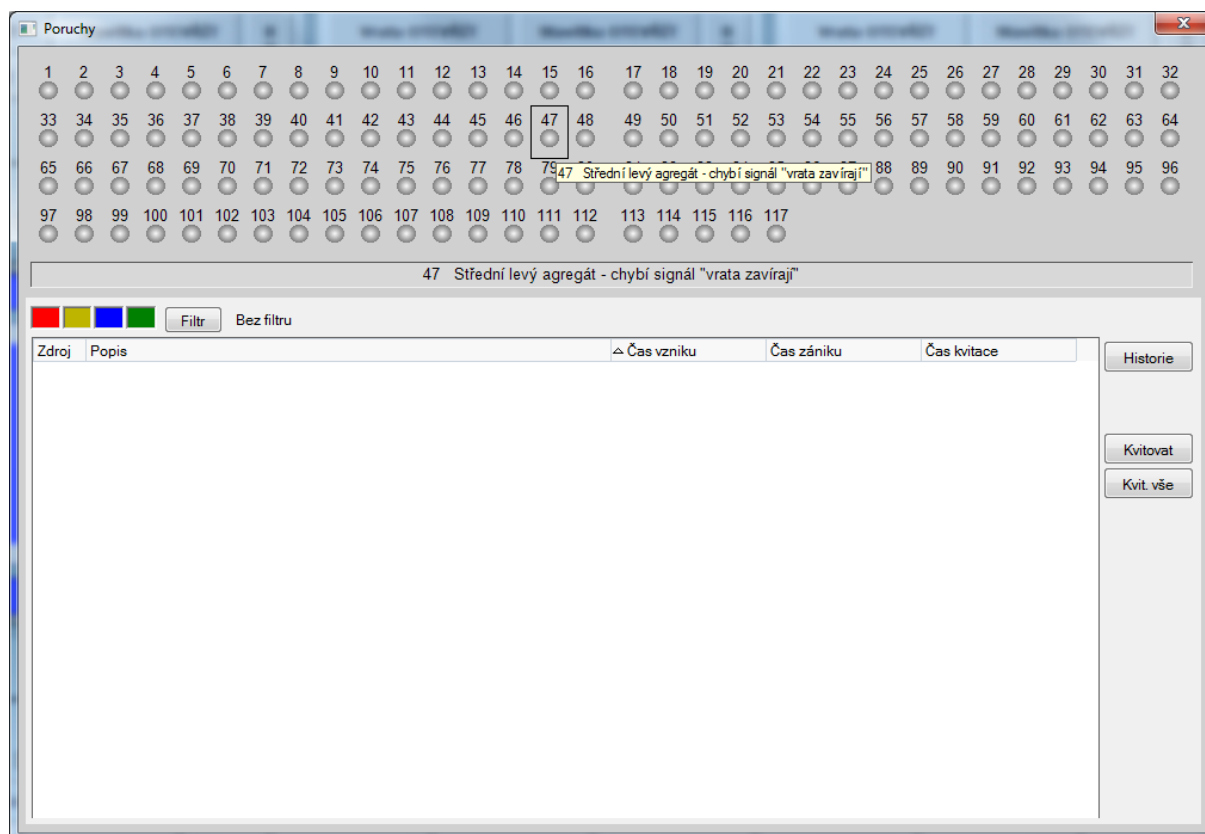 Poruchy
1 2 3 4 5 6 7 8 9 10 11 12 13 14 15 16 17 18 19 20 21 22 23 24 25 26 27 28 29 30 31 32
33 34 35 36 37 38 39 40 41 42 43 44 45 46 47 48 49 50 51 52 53 54 55 56 57 58 59 60 61 62 63 64
65 66 67 68 69 70 71 72 73 74 75 76 77 78 79 88 89 90 91 92 93 94 95 96
47 Střední levý agregát - chybí signál "vrata zavírají"
97 98 99 100 101 102 103 104 105 106 107 108 109 110 111 112 113 114 115 116 117
47 Střední levý agregát - chybí signál "vrata zavírají"
Filtr Bez filtru
Zdroj Popis Čas vzniku Čas zániku Čas kvitace
Historie
Kvitovat
Kvit. vše